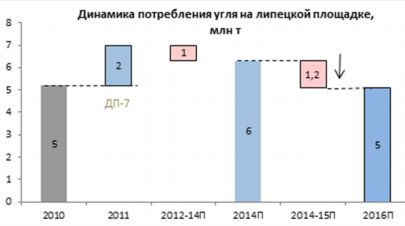 Динамика потребления угля на липецкой площадке,
млн т
8
7
6
5
4
3
2
1
0
5
2
ДП-7
1
6
1,2
5
2010
2011
2012-14П
2014П
2014-15П
2016П